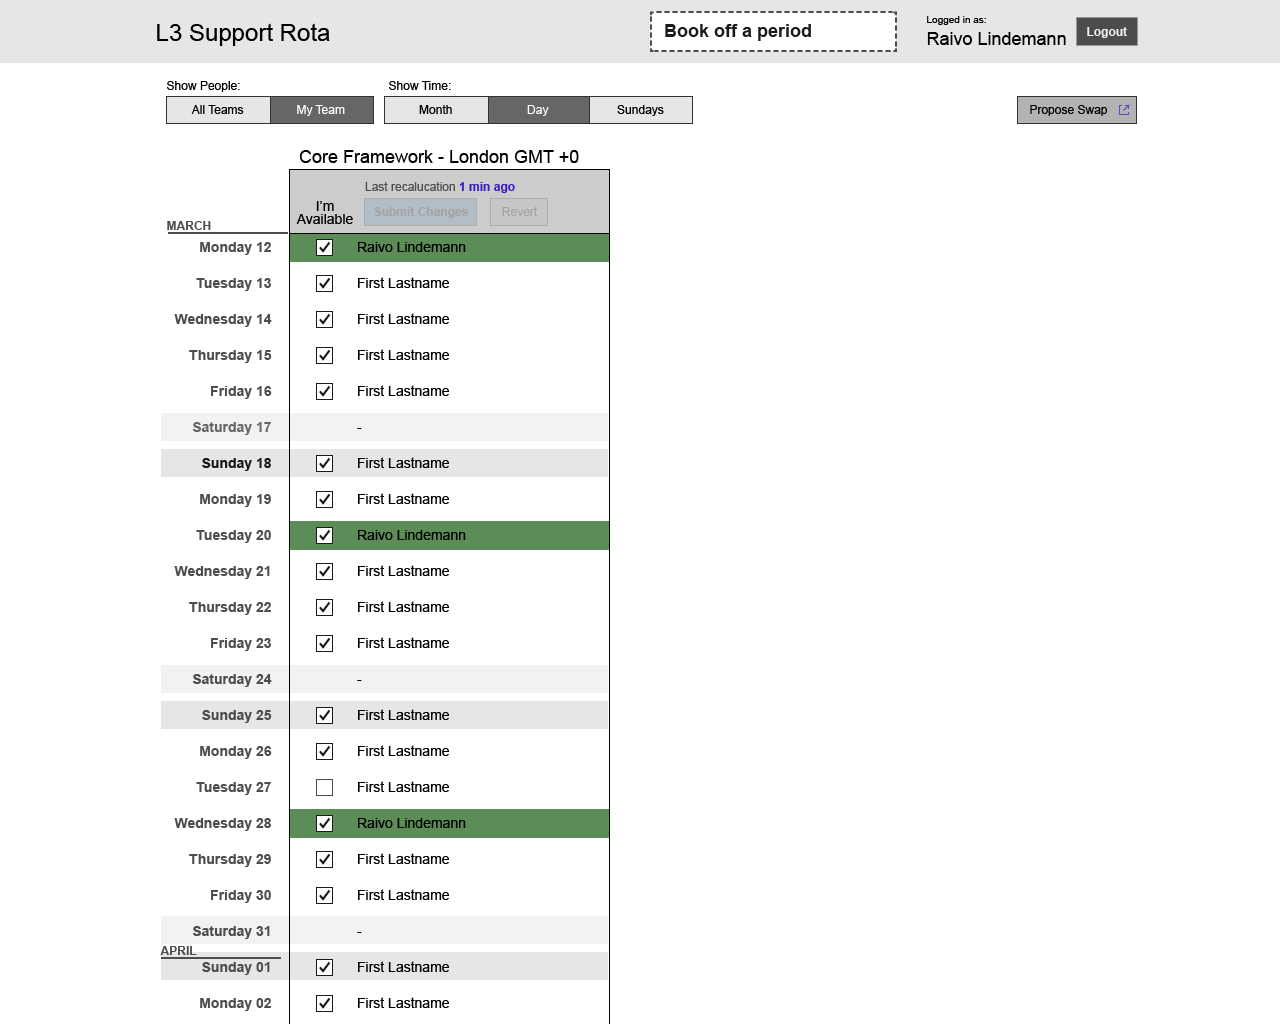 L3 Support Rota
Book off a period
Logged in as:
Raivo Lindemann
Logout
Show People:
Show Time:
All Teams
My Team
Month
Day
Sundays
Propose Swap
Core Framework - London GMT +0
Last recalucation 1 min ago
I'm
Available
Submit Changes
Revert
MARCH
Monday 12 Raivo Lindemann
Tuesday 13 First Lastname
Wednesday 14 First Lastname
Thursday 15 First Lastname
Friday 16 First Lastname
Saturday 17 -
Sunday 18 First Lastname
Monday 19 First Lastname
Tuesday 20 Raivo Lindemann
Wednesday 21 First Lastname
Thursday 22 First Lastname
Friday 23 First Lastname
Saturday 24 -
Sunday 25 First Lastname
Monday 26 First Lastname
Tuesday 27 First Lastname
Wednesday 28 Raivo Lindemann
Thursday 29 First Lastname
Friday 30 First Lastname
Saturday 31 -
APRIL
Sunday 01 First Lastname
Monday 02 First Lastname